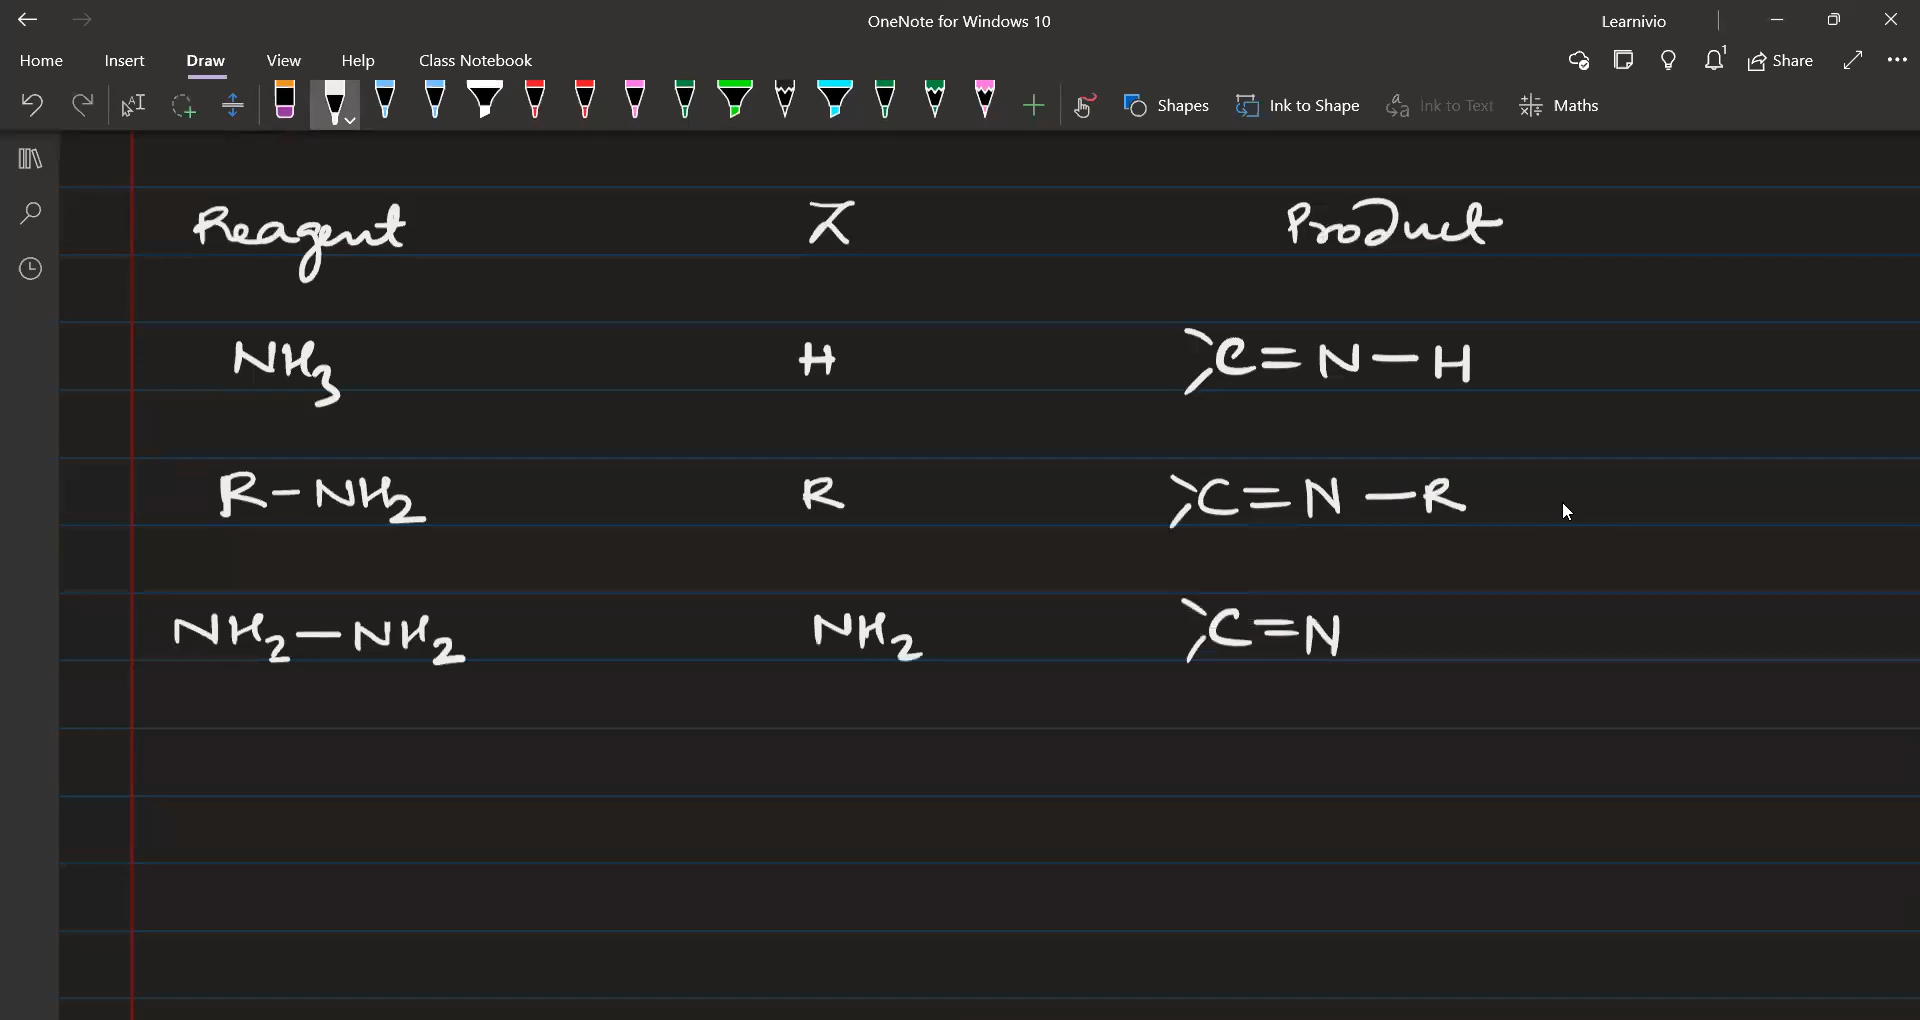 OneNote for Windows 10 Learnivio
Home Insert Draw View Help Class Notebook 1 Share
Shapes Ink to Shape Ink to Text Maths
Reagent Z Product
NH3 H >C=N—H
R-NH2 R >C=N—R
NH2—NH2 NH2 >C=N